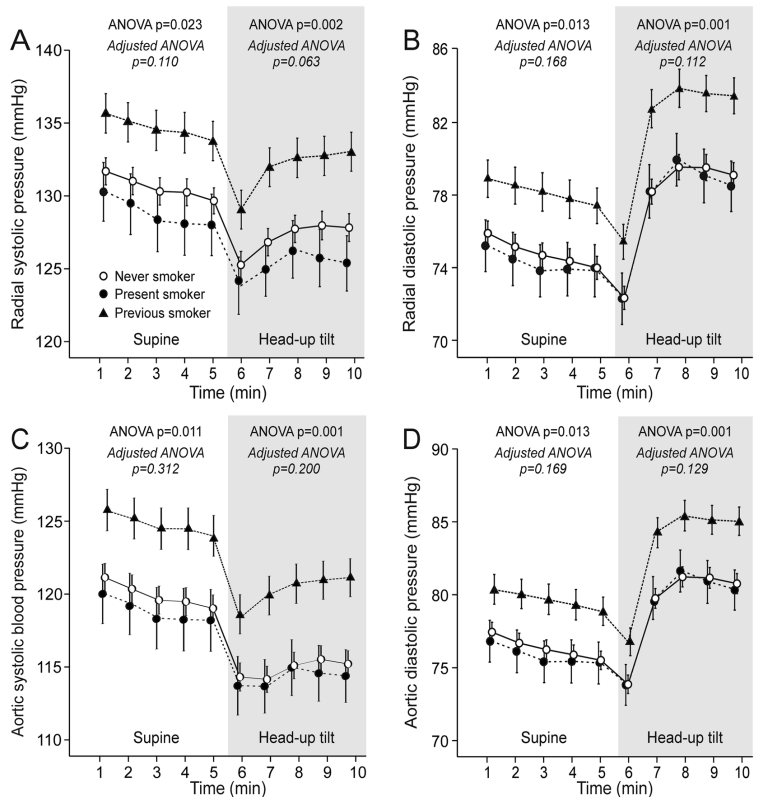 A
ANOVA p=0.023
Adjusted ANOVA
p=0.110
ANOVA p=0.002
Adjusted ANOVA
p=0.063
Radial systolic pressure (mmHg)
140
135
130
125
120
Never smoker
Present smoker
Previous smoker
Supine
Head-up tilt
1 2 3 4 5 6 7 8 9 10
Time (min)
B
ANOVA p=0.013
Adjusted ANOVA
p=0.168
ANOVA p=0.001
Adjusted ANOVA
p=0.112
Radial diastolic pressure (mmHg)
86
82
78
74
70
Supine
Head-up tilt
1 2 3 4 5 6 7 8 9 10
Time (min)
C
ANOVA p=0.011
Adjusted ANOVA
p=0.312
ANOVA p=0.001
Adjusted ANOVA
p=0.200
Aortic systolic blood pressure (mmHg)
130
125
120
115
110
Supine
Head-up tilt
1 2 3 4 5 6 7 8 9 10
Time (min)
D
ANOVA p=0.013
Adjusted ANOVA
p=0.169
ANOVA p=0.001
Adjusted ANOVA
p=0.129
Aortic diastolic pressure (mmHg)
90
85
80
75
70
Supine
Head-up tilt
1 2 3 4 5 6 7 8 9 10
Time (min)